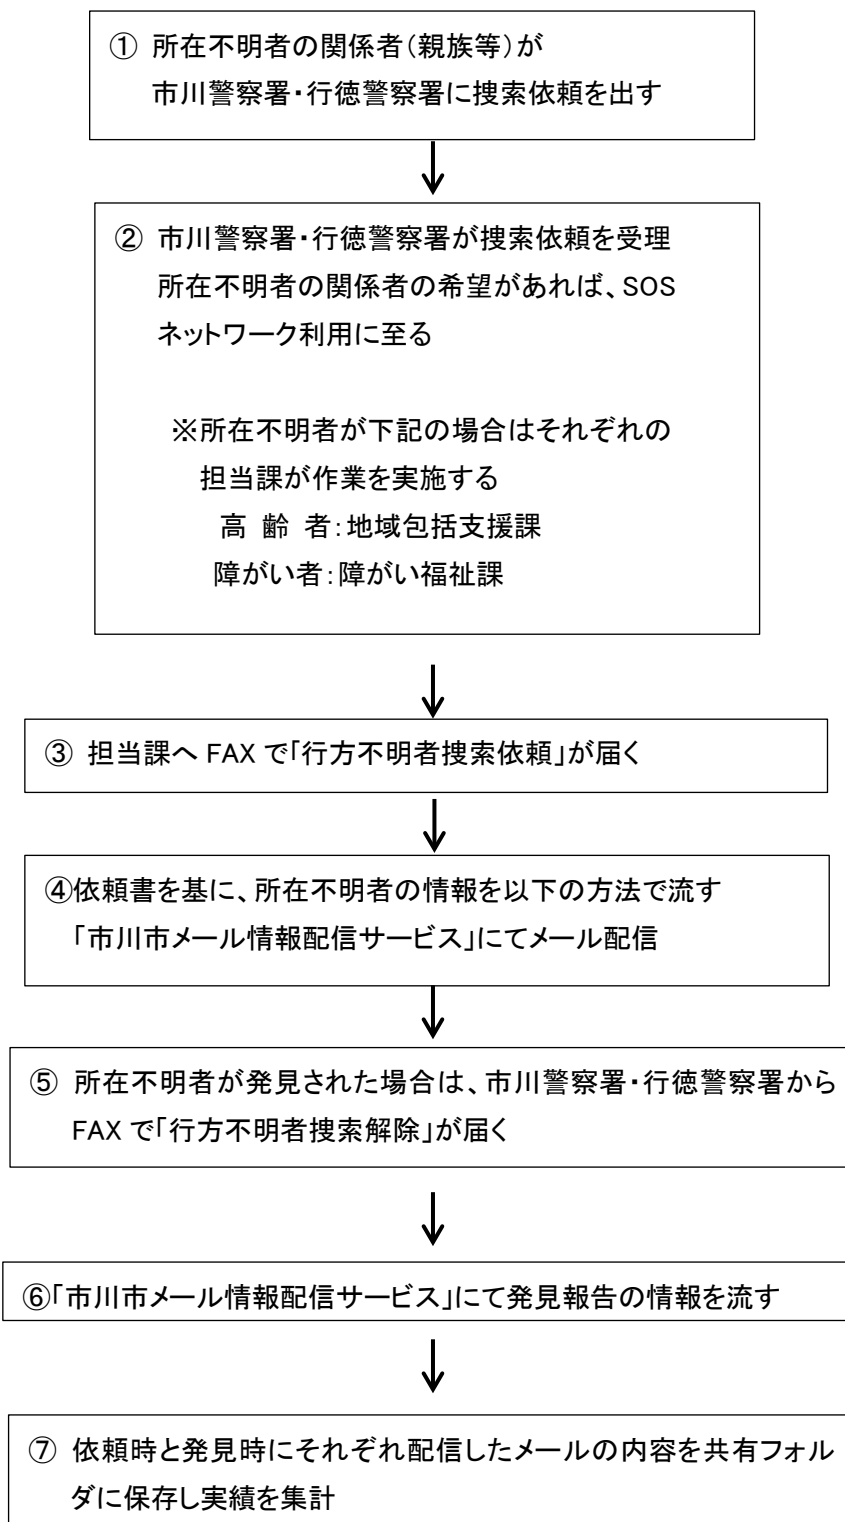 ① 所在不明者の関係者(親族等)が
市川警察署・行徳警察署に捜索依頼を出す
② 市川警察署・行徳警察署が捜索依頼を受理
所在不明者の関係者の希望があれば、SOS
ネットワーク利用に至る
※所在不明者が下記の場合はそれぞれの
担当課が作業を実施する
高 齢 者:地域包括支援課
障がい者:障がい福祉課
③ 担当課へ FAX で「行方不明者捜索依頼」が届く
④依頼書を基に、所在不明者の情報を以下の方法で流す
「市川市メール情報配信サービス」にてメール配信
⑤ 所在不明者が発見された場合は、市川警察署・行徳警察署から
FAX で「行方不明者捜索解除」が届く
⑥「市川市メール情報配信サービス」にて発見報告の情報を流す
⑦ 依頼時と発見時にそれぞれ配信したメールの内容を共有フォル
ダに保存し実績を集計